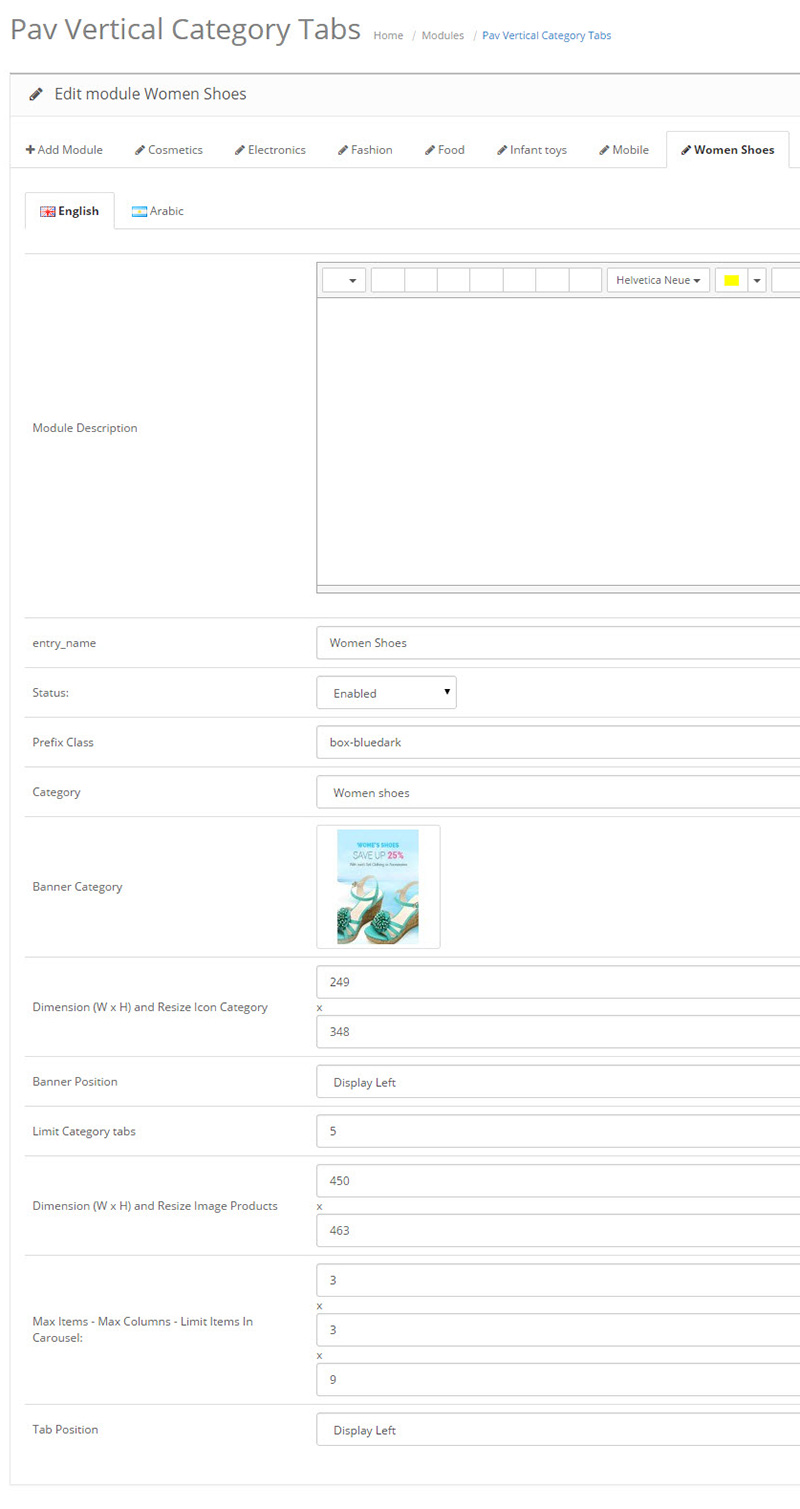 Pav Vertical Category Tabs Home / Modules / Pav Vertical Category Tabs
Edit module Women Shoes
Add Module Cosmetics Electronics Fashion Food Infant toys Mobile Women Shoes
English Arabic
Helvetica Neue
Module Description
entry_name Women Shoes
Status: Enabled
Prefix Class box-bluedark
Category Women shoes
WOME'S SHOES
SAVE UP 25%
Banner Category
249
Dimension (W x H) and Resize Icon Category x
348
Banner Position Display Left
Limit Category tabs 5
450
Dimension (W x H) and Resize Image Products x
463
3
x
Max Items - Max Columns - Limit Items In 3
Carousel:
x
9
Tab Position Display Left